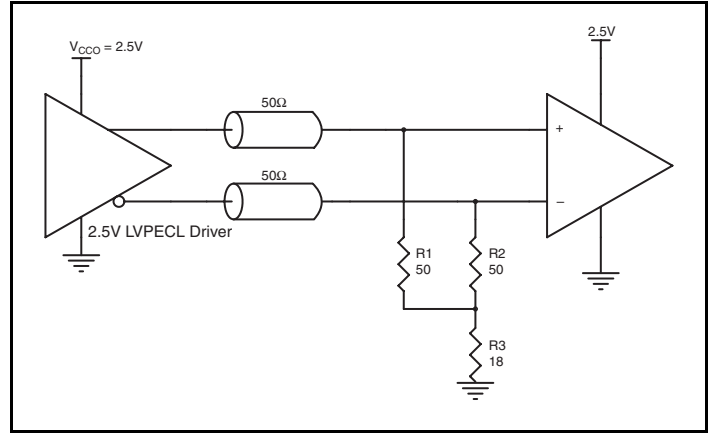 V_CCO = 2.5V
2.5V
50Ω
50Ω
+
–
2.5V LVPECL Driver
R1
50
R2
50
R3
18